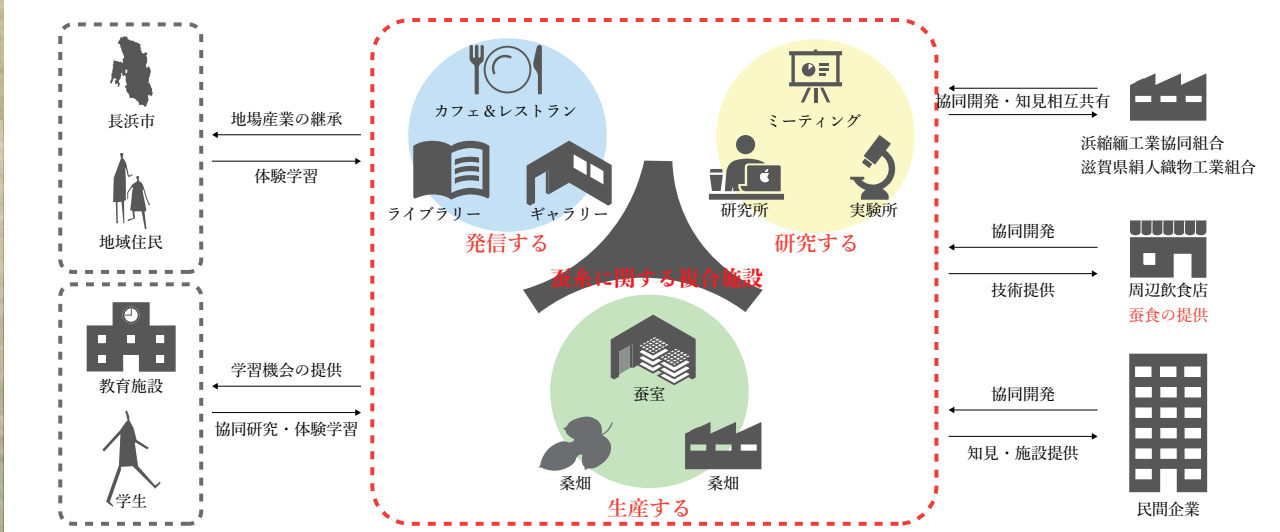 長浜市
地域住民
地場産業の継承
体験学習
教育施設
学生
学習機会の提供
協同研究・体験学習
カフェ＆レストラン
ライブラリー
ギャラリー
発信する
ミーティング
研究所
実験所
研究する
蚕糸に関する複合施設
蚕室
桑畑
桑畑
生産する
協同開発・知見相互共有
浜縮緬工業協同組合
滋賀県絹人織物工業組合
協同開発
技術提供
周辺飲食店
蚕食の提供
協同開発
知見・施設提供
民間企業